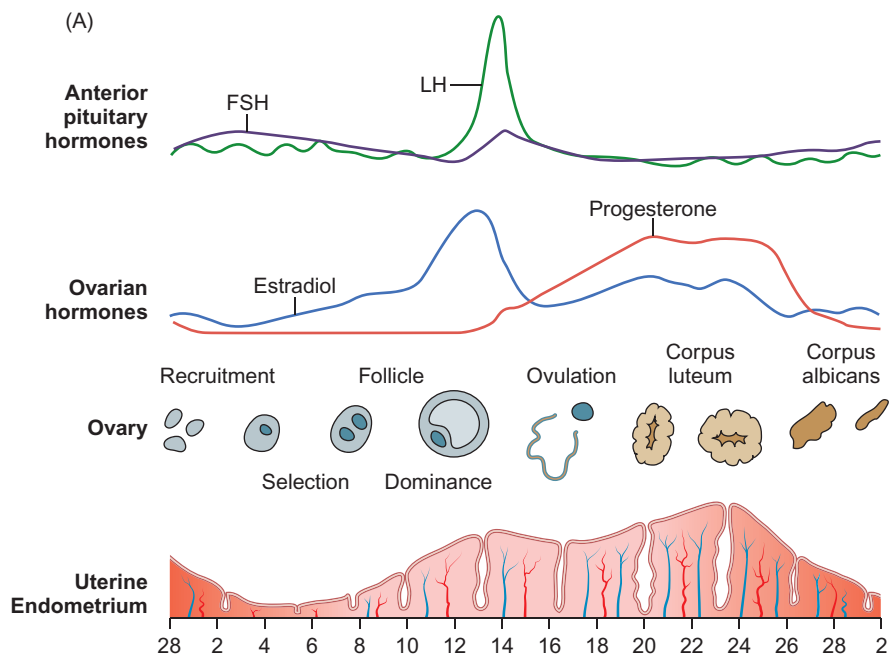 (A)
Anterior
pituitary
hormones
FSH
LH
Ovarian
hormones
Estradiol
Progesterone
Recruitment
Follicle
Ovulation
Corpus
luteum
Corpus
albicans
Ovary
Selection
Dominance
Uterine
Endometrium
28 2 4 6 8 10 12 14 16 18 20 22 24 26 28 2